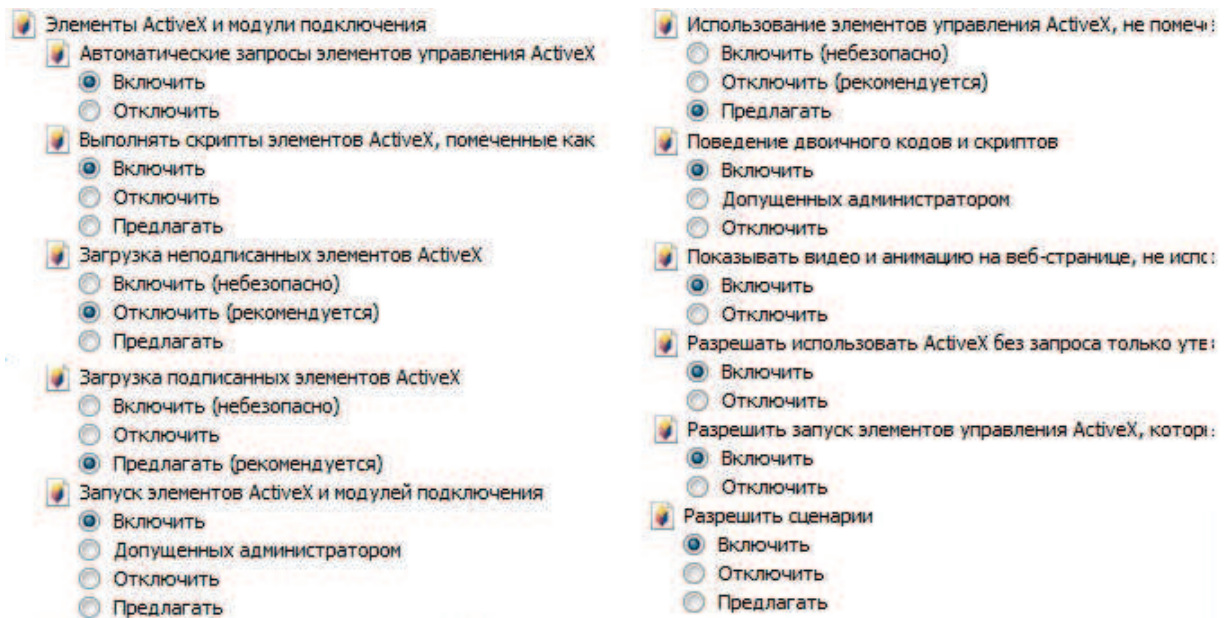 Элементы ActiveX и модули подключения
Автоматические запросы элементов управления ActiveX
Включить
Отключить
Выполнять скрипты элементов ActiveX, помеченные как
Включить
Отключить
Предлагать
Загрузка неподписанных элементов ActiveX
Включить (небезопасно)
Отключить (рекомендуется)
Предлагать
Загрузка подписанных элементов ActiveX
Включить (небезопасно)
Отключить
Предлагать (рекомендуется)
Запуск элементов ActiveX и модулей подключения
Включить
Допущенных администратором
Отключить
Предлагать
Использование элементов управления ActiveX, не помеч
Включить (небезопасно)
Отключить (рекомендуется)
Предлагать
Поведение двоичного кодов и скриптов
Включить
Допущенных администратором
Отключить
Показывать видео и анимацию на веб-странице, не испо
Включить
Отключить
Разрешать использовать ActiveX без запроса только утв
Включить
Отключить
Разрешить запуск элементов управления ActiveX, котор
Включить
Отключить
Разрешить сценарии
Включить
Отключить
Предлагать